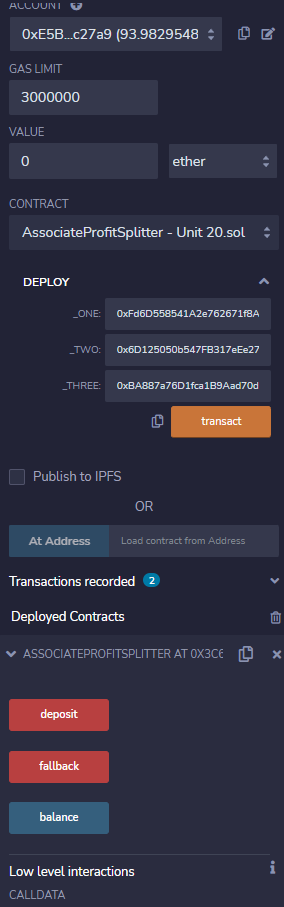 ACCOUNT
0xE5B...c27a9 (93.9829548
GAS LIMIT
3000000
VALUE
0 ether
CONTRACT
AssociateProfitSplitter - Unit 20.sol
DEPLOY
_ONE: 0xFd6D558541A2e762671f8A
_TWO: 0x6D125050b547FB317eEe27
_THREE: 0xBA887a76D1fca1B9Aad70d
transact
Publish to IPFS
OR
At Address Load contract from Address
Transactions recorded 2
Deployed Contracts
ASSOCIATEPROFITSPLITTER AT 0X3C6
deposit
fallback
balance
Low level interactions
CALLDATA